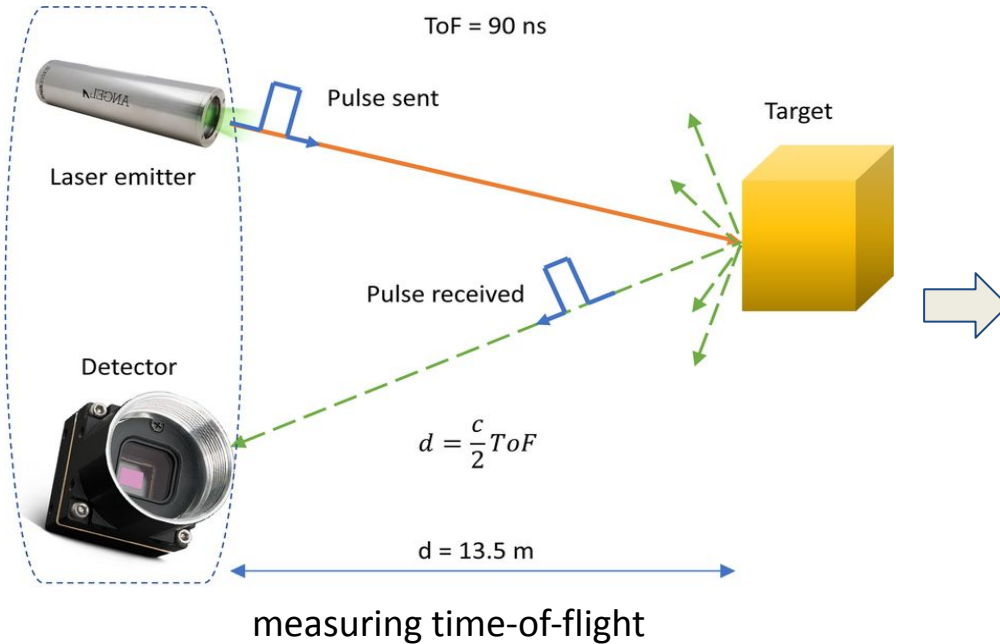 ToF = 90 ns
Pulse sent
Target
ANGEL
Laser emitter
Pulse received
Detector
d = c/2 ToF
d = 13.5 m
measuring time-of-flight